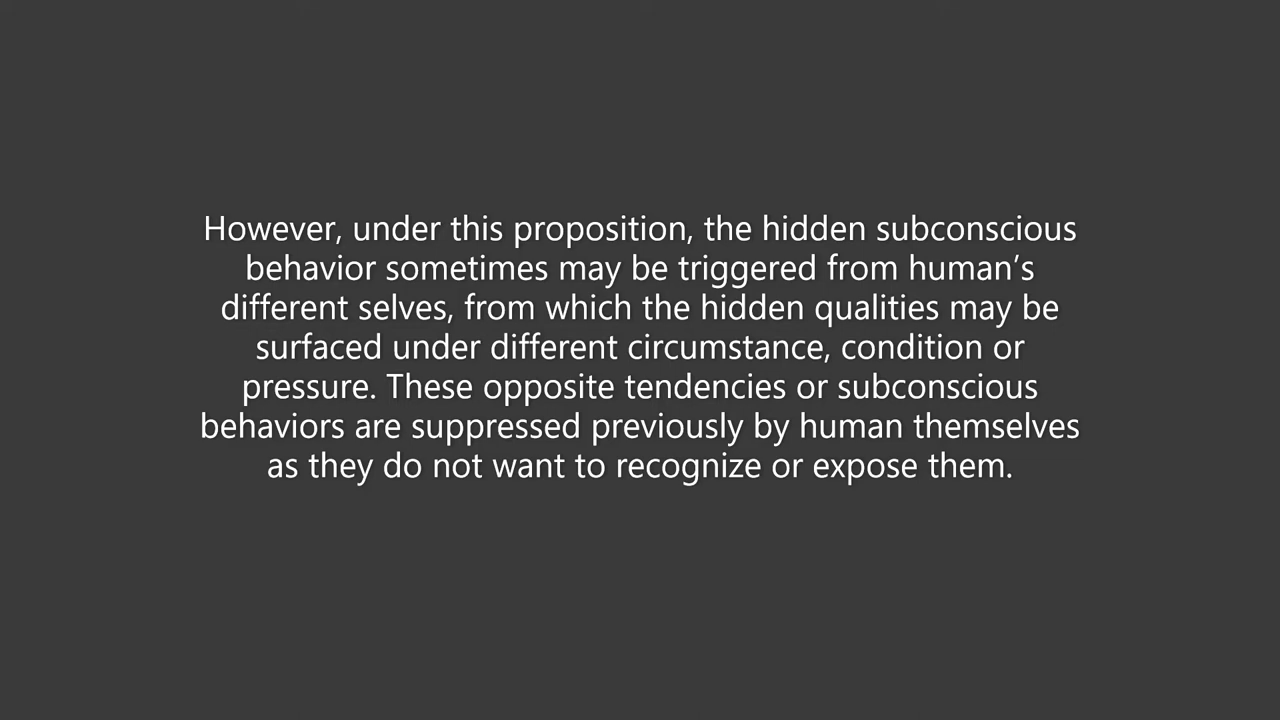 However, under this proposition, the hidden subconscious
behavior sometimes may be triggered from human’s
different selves, from which the hidden qualities may be
surfaced under different circumstance, condition or
pressure. These opposite tendencies or subconscious
behaviors are suppressed previously by human themselves
as they do not want to recognize or expose them.